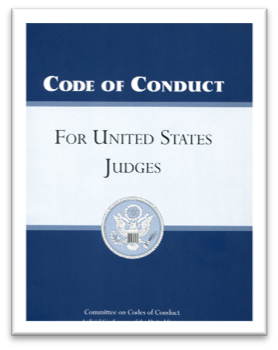 CODE OF CONDUCT
FOR UNITED STATES
JUDGES
Committee on Codes of Conduct